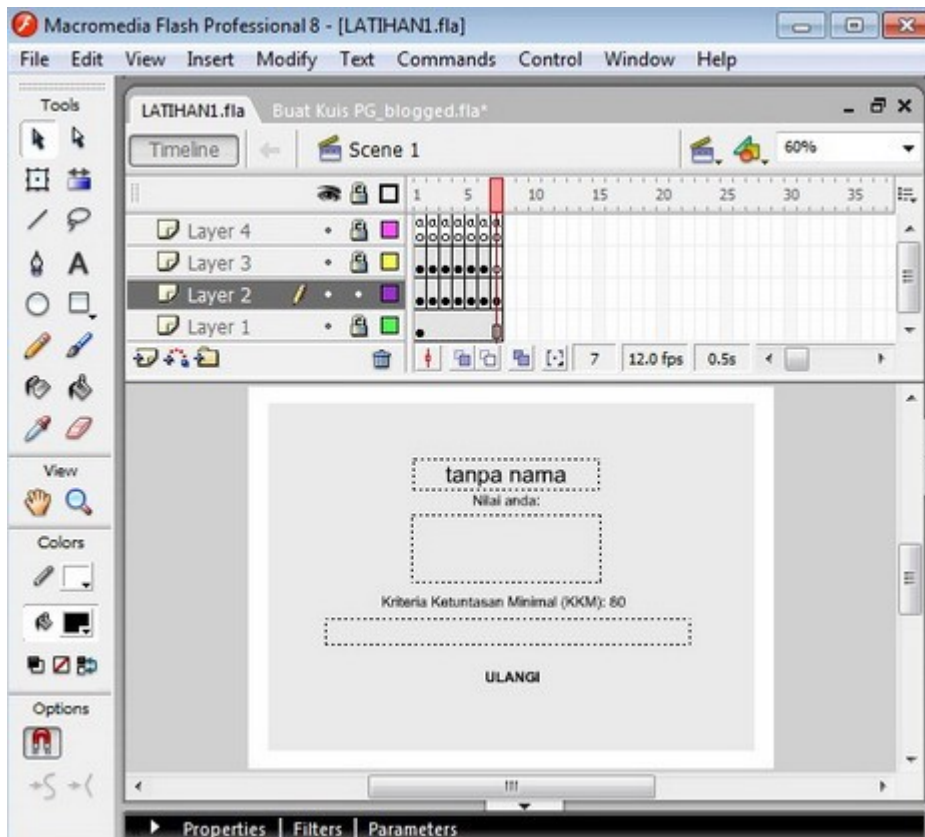 Macromedia Flash Professional 8 - [LATIHAN1.fla]
File Edit View Insert Modify Text Commands Control Window Help
Tools
LATIHAN1.fla Buat Kuis PG_blogged.fla*
Timeline Scene 1 60%
1 5 10 15 20 25 30 35
Layer 4
Layer 3
Layer 2
Layer 1
7 12.0 fps 0.5s
View
Colors
Options
tanpa nama
Nilai anda:
Kriteria Ketuntasan Minimal (KKM): 80
ULANGI
Properties | Filters | Parameters